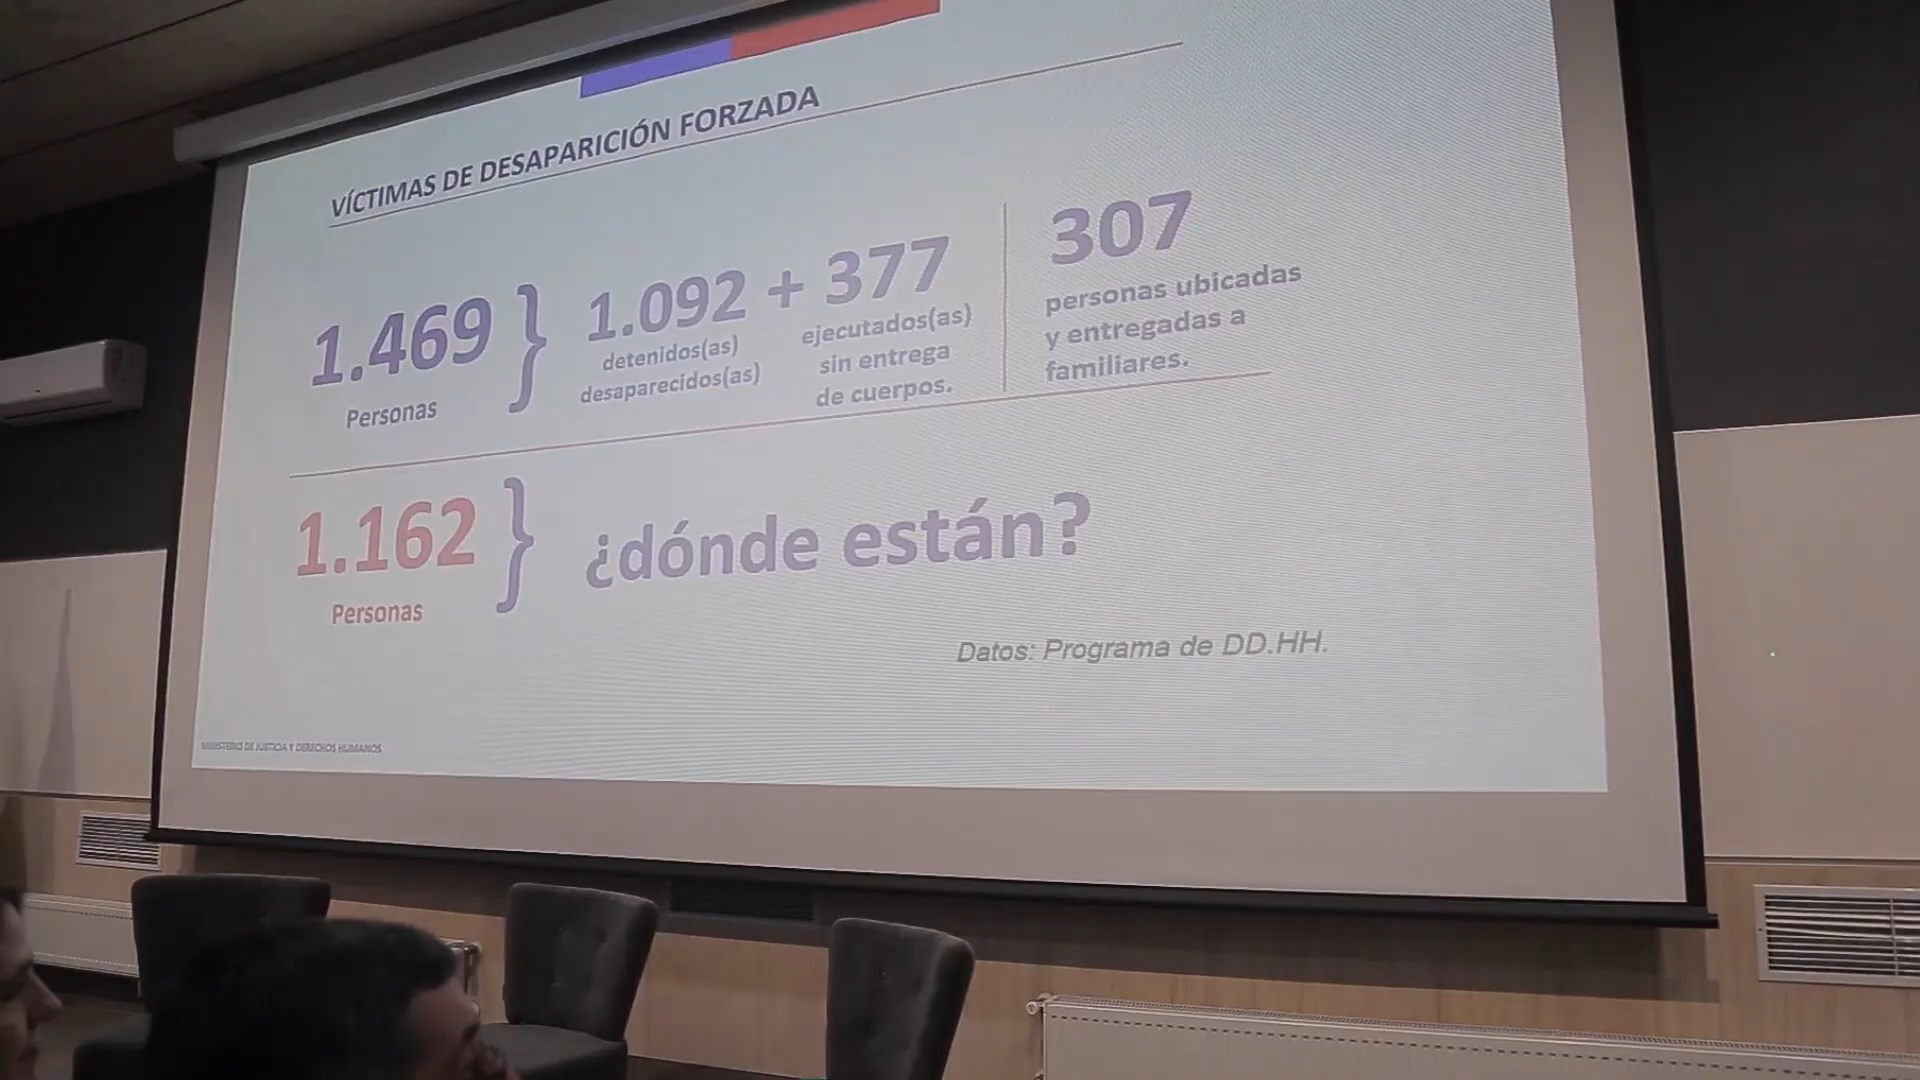 VÍCTIMAS DE DESAPARICIÓN FORZADA
1.469 } 1.092 + 377
Personas
detenidos(as)
desaparecidos(as)
ejecutados(as)
sin entrega
de cuerpos.
307
personas ubicadas
y entregadas a
familiares.
1.162 } ¿dónde están?
Personas
Datos: Programa de DD.HH.
MINISTERIO DE JUSTICIA Y DERECHOS HUMANOS